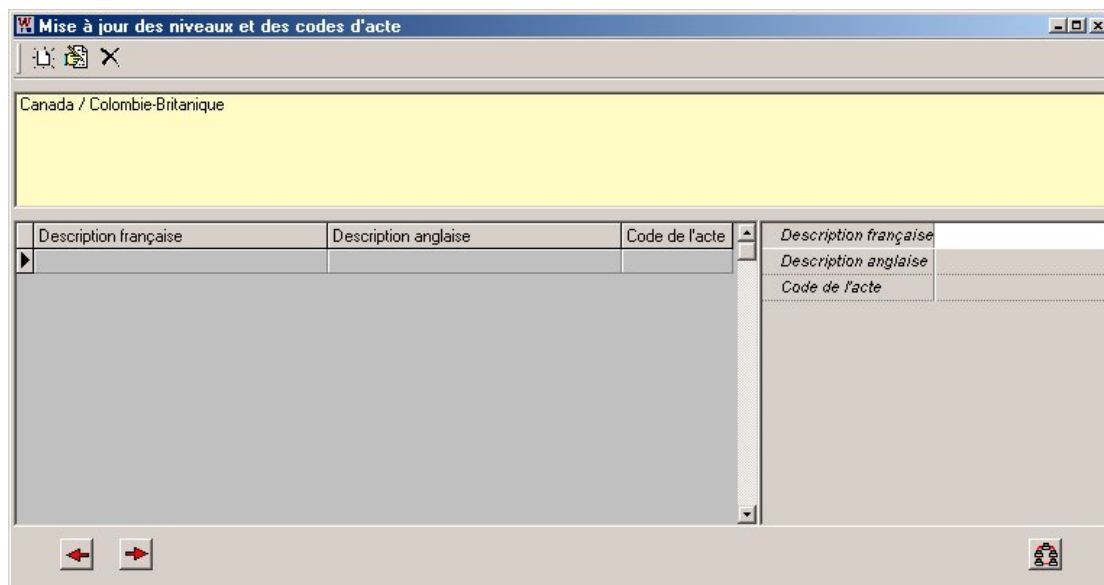 Mise à jour des niveaux et des codes d'acte
Canada / Colombie-Britanique
Description française Description anglaise Code de l'acte
Description française
Description anglaise
Code de l'acte